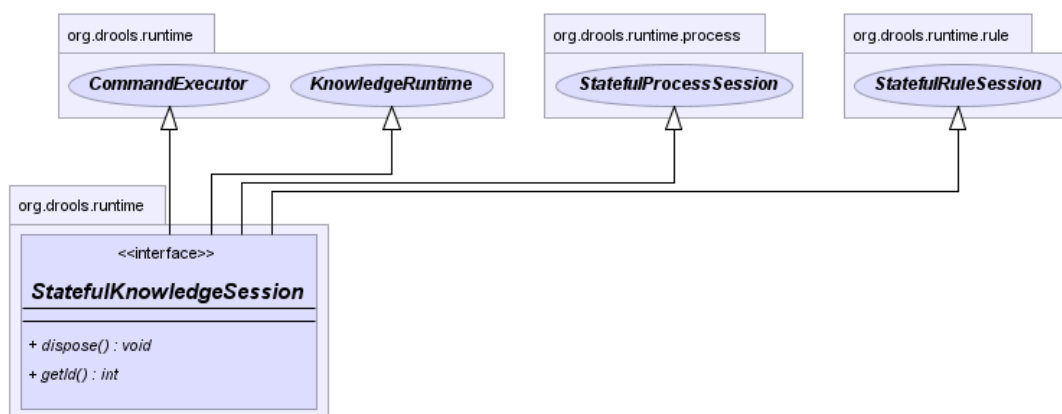 org.drools.runtime
CommandExecutor
KnowledgeRuntime
org.drools.runtime.process
StatefulProcessSession
org.drools.runtime.rule
StatefulRuleSession
org.drools.runtime
<<interface>>
StatefulKnowledgeSession
+ dispose() : void
+ getId() : int